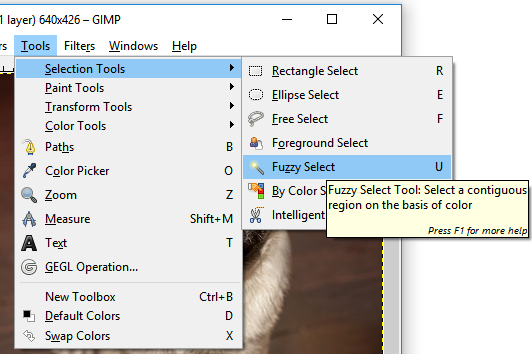 1 layer) 640x426 – GIMP
rs Tools Filters Windows Help
Selection Tools
Paint Tools
Transform Tools
Color Tools
Paths B
Color Picker O
Zoom Z
Measure Shift+M
Text T
GEGL Operation...
New Toolbox Ctrl+B
Default Colors D
Swap Colors X
Rectangle Select R
Ellipse Select E
Free Select F
Foreground Select
Fuzzy Select U
By Color S
Intelligent
Fuzzy Select Tool: Select a contiguous
region on the basis of color
Press F1 for more help